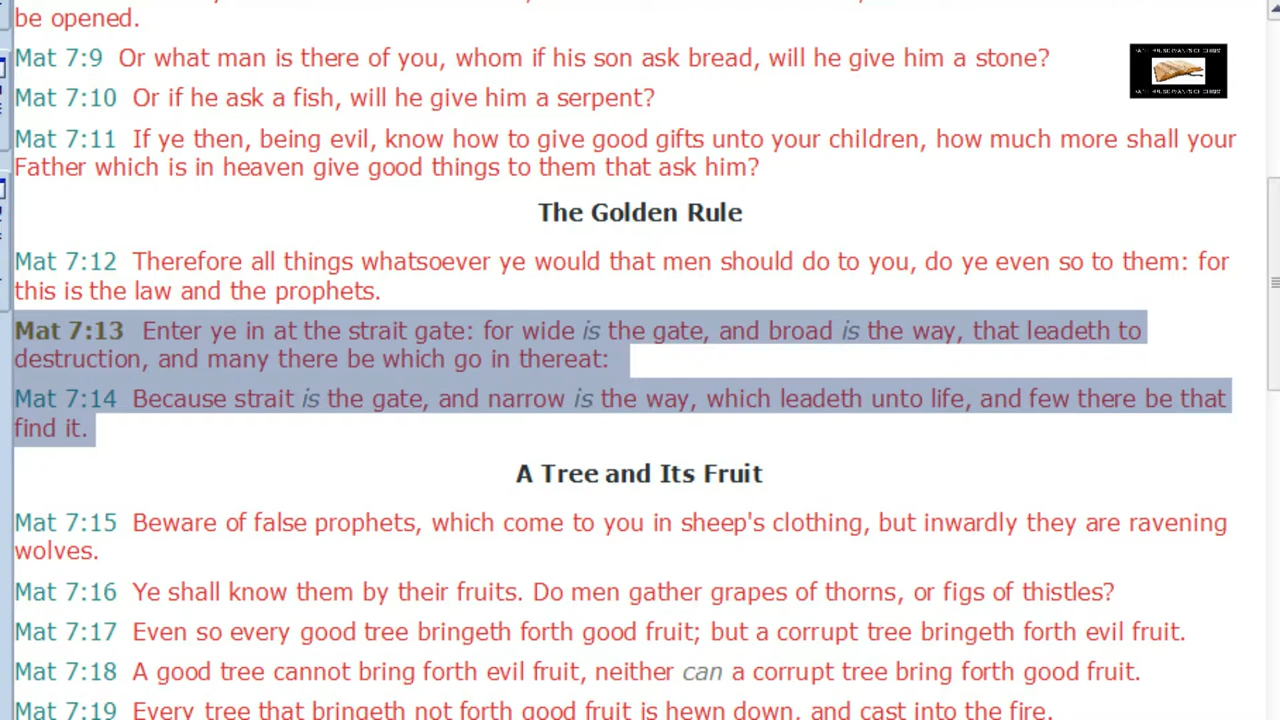 be opened.
Mat 7:9 Or what man is there of you, whom if his son ask bread, will he give him a stone?
Mat 7:10 Or if he ask a fish, will he give him a serpent?
Mat 7:11 If ye then, being evil, know how to give good gifts unto your children, how much more shall your
Father which is in heaven give good things to them that ask him?
The Golden Rule
Mat 7:12 Therefore all things whatsoever ye would that men should do to you, do ye even so to them: for
this is the law and the prophets.
Mat 7:13 Enter ye in at the strait gate: for wide is the gate, and broad is the way, that leadeth to
destruction, and many there be which go in thereat:
Mat 7:14 Because strait is the gate, and narrow is the way, which leadeth unto life, and few there be that
find it.
A Tree and Its Fruit
Mat 7:15 Beware of false prophets, which come to you in sheep's clothing, but inwardly they are ravening
wolves.
Mat 7:16 Ye shall know them by their fruits. Do men gather grapes of thorns, or figs of thistles?
Mat 7:17 Even so every good tree bringeth forth good fruit; but a corrupt tree bringeth forth evil fruit.
Mat 7:18 A good tree cannot bring forth evil fruit, neither can a corrupt tree bring forth good fruit.
Mat 7:19 Every tree that bringeth not forth good fruit is hewn down, and cast into the fire.